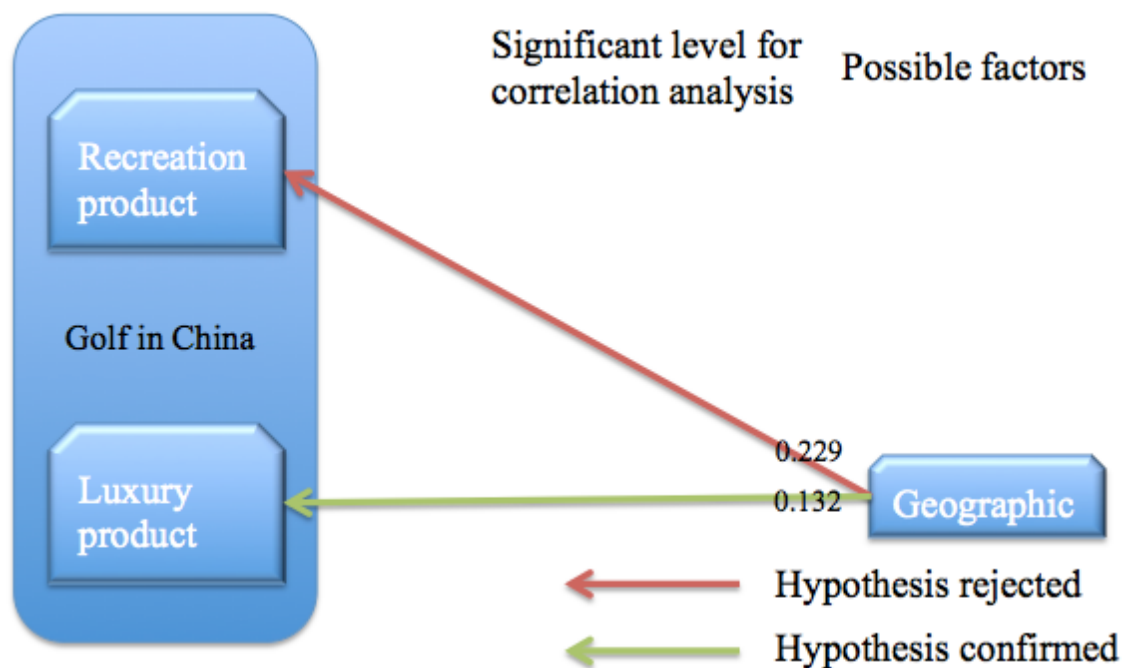 Significant level for
correlation analysis
Possible factors
Recreation
product
Golf in China
Luxury
product
0.229
0.132
Geographic
Hypothesis rejected
Hypothesis confirmed